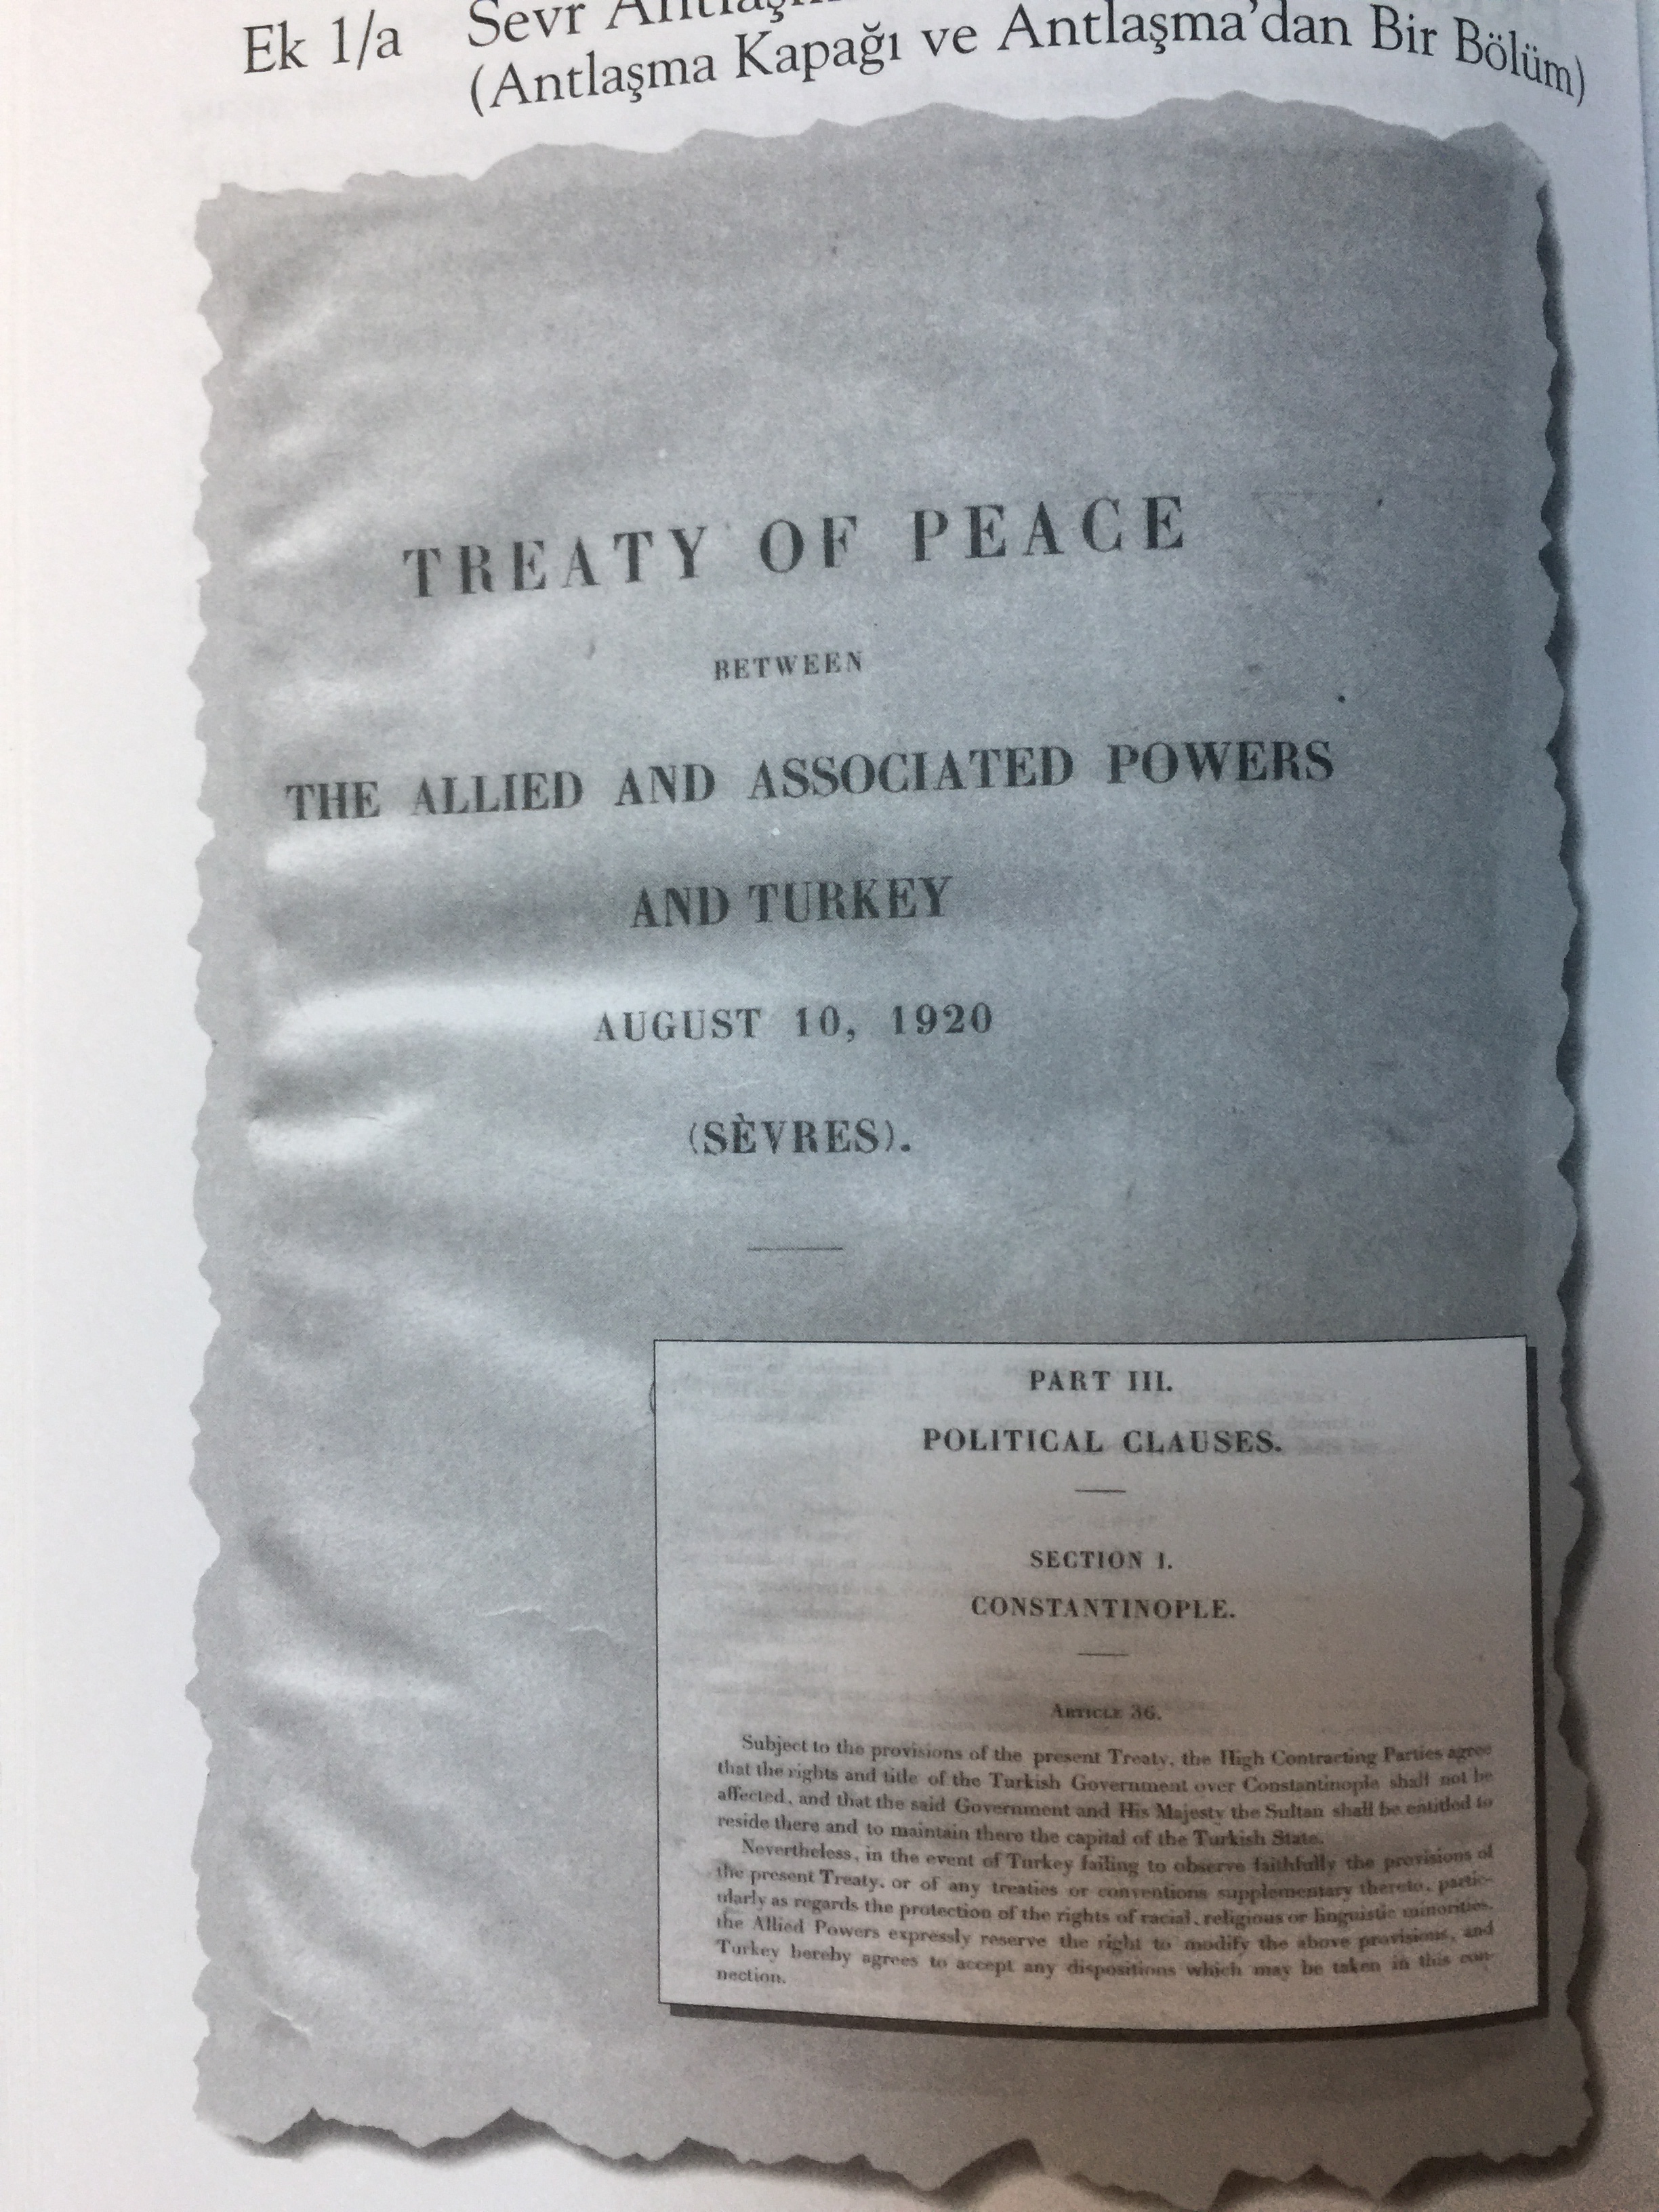 Ek 1/a Sevr
(Antlaşma Kapağı ve Antlaşma'dan Bir Bölüm)
TREATY OF PEACE
BETWEEN
THE ALLIED AND ASSOCIATED POWERS
AND TURKEY
AUGUST 10, 1920
(SÈVRES).
PART III.
POLITICAL CLAUSES.
SECTION I.
CONSTANTINOPLE.
ARTICLE 36.
Subject to the provisions of the present Treaty, the High Contracting Parties agree
that the rights and title of the Turkish Government over Constantinople shall not be
affected, and that the said Government and His Majesty the Sultan shall be entitled to
reside there and to maintain there the capital of the Turkish State.
Nevertheless, in the event of Turkey failing to observe faithfully the provisions of
the present Treaty, or of any treaties or conventions supplementary thereto, partic-
ularly as regards the protection of the rights of racial, religious or linguistic minorities,
the Allied Powers expressly reserve the right to modify the above provisions, and
Turkey hereby agrees to accept any dispositions which may be taken in this con-
nection.